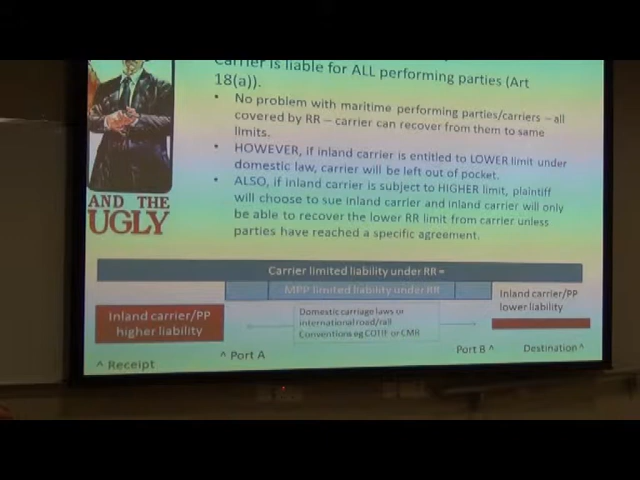 Carrier is liable for ALL performing parties (Art
18(a)).
• No problem with maritime performing parties/carriers – all
covered by RR – carrier can recover from them to same
limits.
• HOWEVER, if inland carrier is entitled to LOWER limit under
domestic law, carrier will be left out of pocket.
• ALSO, if inland carrier is subject to HIGHER limit, plaintiff
will choose to sue inland carrier and inland carrier will only
be able to recover the lower RR limit from carrier unless
parties have reached a specific agreement.
AND THE
UGLY
Carrier limited liability under RR =
MPP limited liability under RR
Inland carrier/PP
higher liability
Domestic carriage laws or
international road/rail
Conventions eg COTIF or CMR
Inland carrier/PP
lower liability
^ Receipt
^ Port A
Port B ^
Destination ^